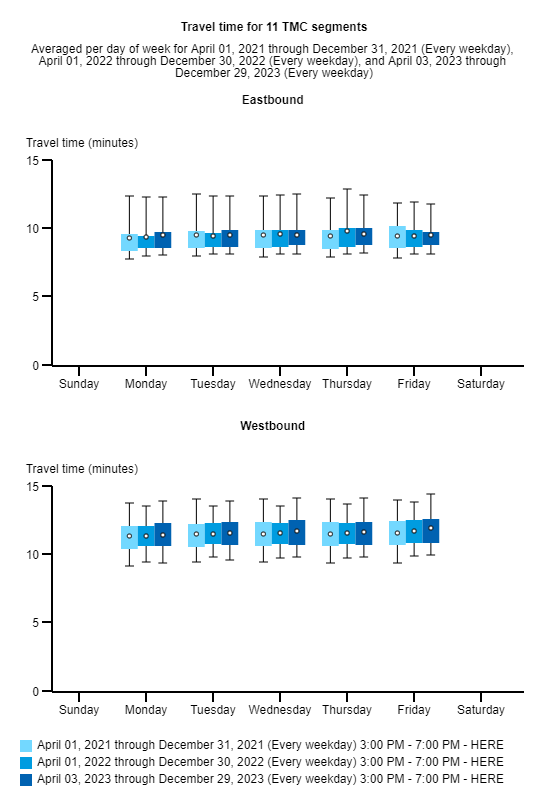 Travel time for 11 TMC segments
Averaged per day of week for April 01, 2021 through December 31, 2021 (Every weekday),
April 01, 2022 through December 30, 2022 (Every weekday), and April 03, 2023 through
December 29, 2023 (Every weekday)
Eastbound
Travel time (minutes)
15
10
5
0
Sunday Monday Tuesday Wednesday Thursday Friday Saturday
Westbound
Travel time (minutes)
15
10
5
0
Sunday Monday Tuesday Wednesday Thursday Friday Saturday
April 01, 2021 through December 31, 2021 (Every weekday) 3:00 PM - 7:00 PM - HERE
April 01, 2022 through December 30, 2022 (Every weekday) 3:00 PM - 7:00 PM - HERE
April 03, 2023 through December 29, 2023 (Every weekday) 3:00 PM - 7:00 PM - HERE